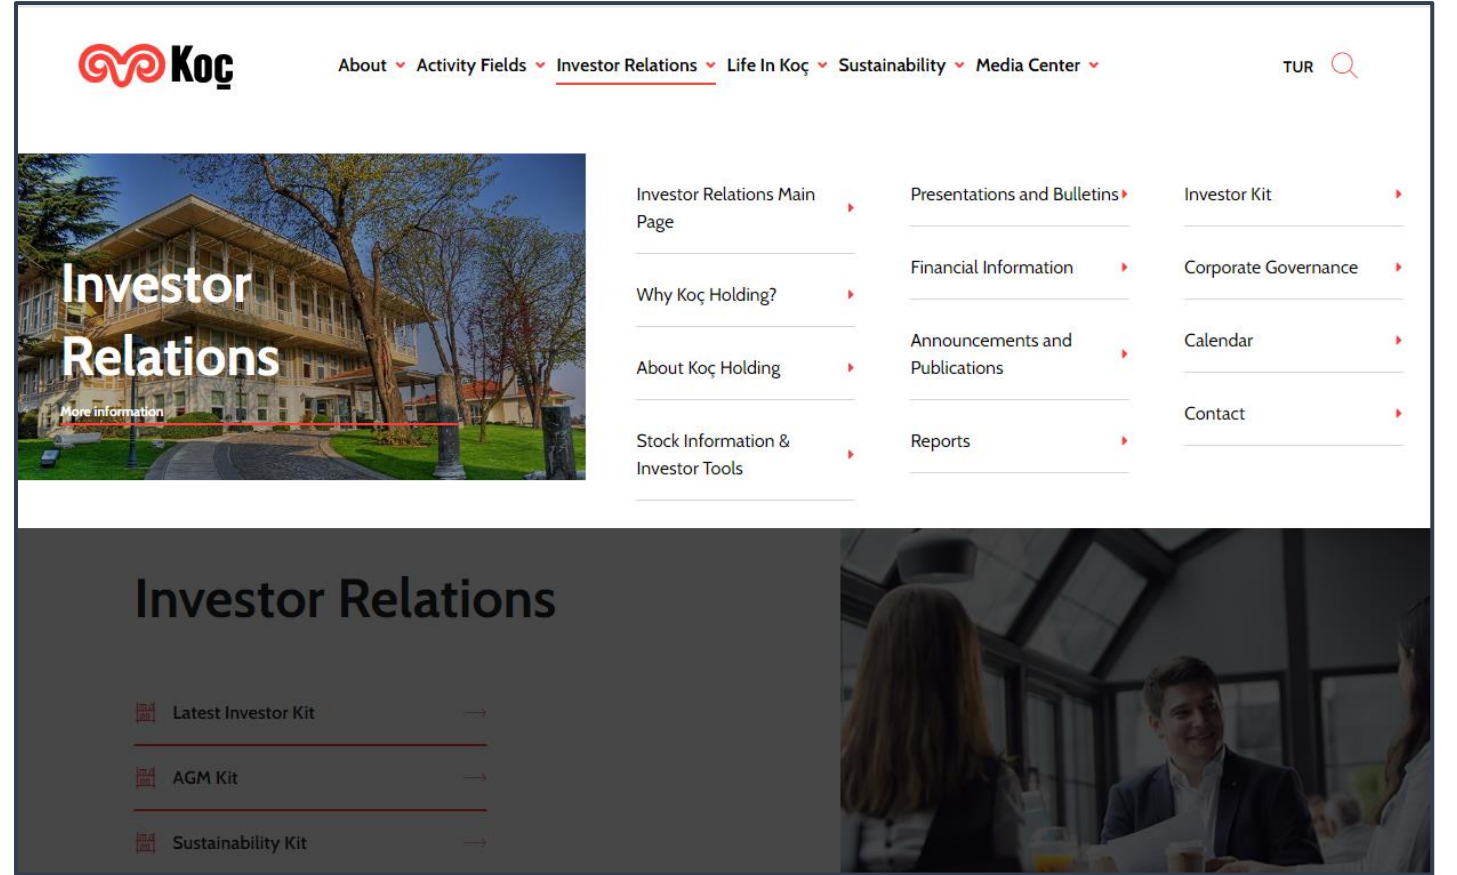 Koç
About
Activity Fields
Investor Relations
Life In Koç
Sustainability
Media Center
TUR
Investor
Relations
More information
Investor Relations Main
Page
Why Koç Holding?
About Koç Holding
Stock Information &
Investor Tools
Presentations and Bulletins
Financial Information
Announcements and
Publications
Reports
Investor Kit
Corporate Governance
Calendar
Contact
Investor Relations
Latest Investor Kit
AGM Kit
Sustainability Kit